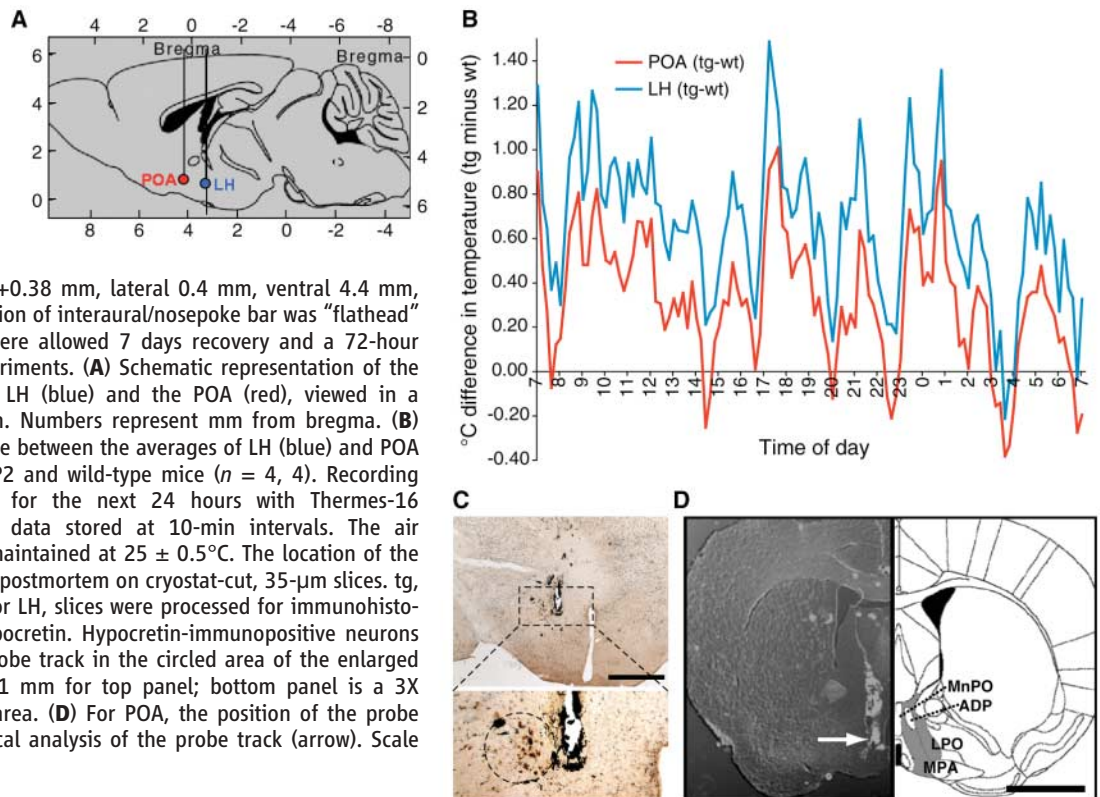 A
4 2 0 -2 -4 -6 -8
Bregma
Bregma
6
4
2
0
0
2
4
6
POA
LH
8 6 4 2 0 -2 -4
+0.38 mm, lateral 0.4 mm, ventral 4.4 mm,
ion of interaural/nosepoke bar was “flathead”
ere allowed 7 days recovery and a 72-hour
eriments. (A) Schematic representation of the
LH (blue) and the POA (red), viewed in a
n. Numbers represent mm from bregma. (B)
e between the averages of LH (blue) and POA
P2 and wild-type mice (n = 4, 4). Recording
for the next 24 hours with Thermes-16
data stored at 10-min intervals. The air
maintained at 25 ± 0.5°C. The location of the
postmortem on cryostat-cut, 35-μm slices. tg,
or LH, slices were processed for immunohisto-
pocretin. Hypocretin-immunopositive neurons
obe track in the circled area of the enlarged
1 mm for top panel; bottom panel is a 3X
area. (D) For POA, the position of the probe
cal analysis of the probe track (arrow). Scale
B
°C difference in temperature (tg minus wt)
1.40
1.20
1.00
0.80
0.60
0.40
0.20
0.00
-0.20
-0.40
POA (tg-wt)
LH (tg-wt)
7 8 9 10 11 12 13 14 15 16 17 18 19 20 21 22 23 0 1 2 3 4 5 6 7
Time of day
C
D
MnPO
ADP
LPO
MPA